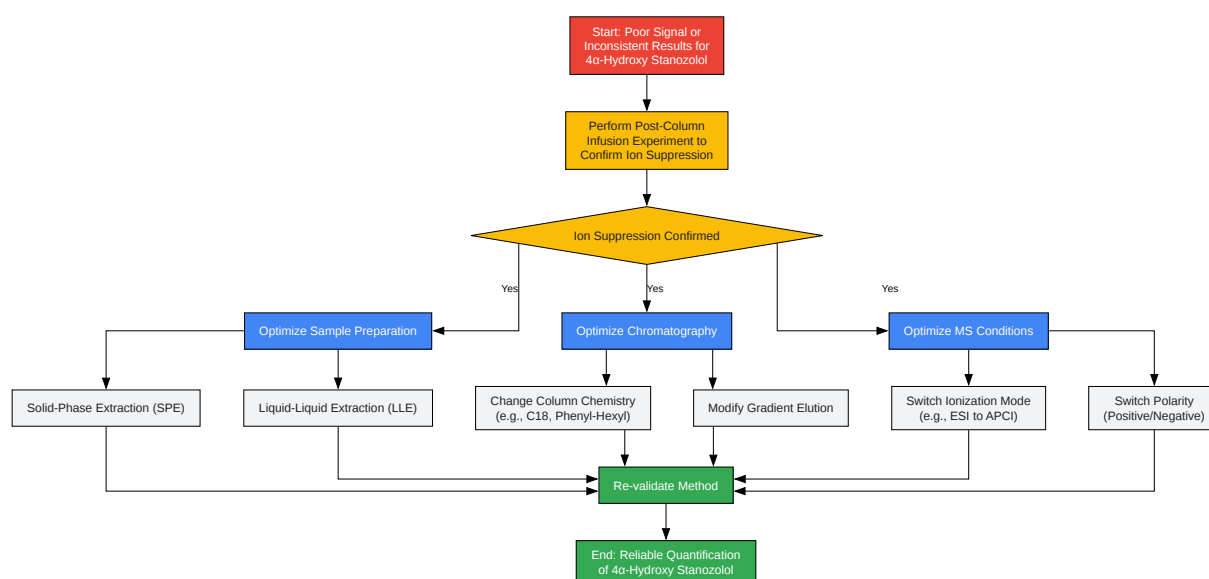 Start: Poor Signal or
Inconsistent Results for
4α-Hydroxy Stanozolol
Perform Post-Column
Infusion Experiment to
Confirm Ion Suppression
Ion Suppression Confirmed
Yes
Yes
Yes
Optimize Sample Preparation
Optimize Chromatography
Optimize MS Conditions
Solid-Phase Extraction (SPE)
Liquid-Liquid Extraction (LLE)
Change Column Chemistry
(e.g., C18, Phenyl-Hexyl)
Modify Gradient Elution
Switch Ionization Mode
(e.g., ESI to APCI)
Switch Polarity
(Positive/Negative)
Re-validate Method
End: Reliable Quantification
of 4α-Hydroxy Stanozolol